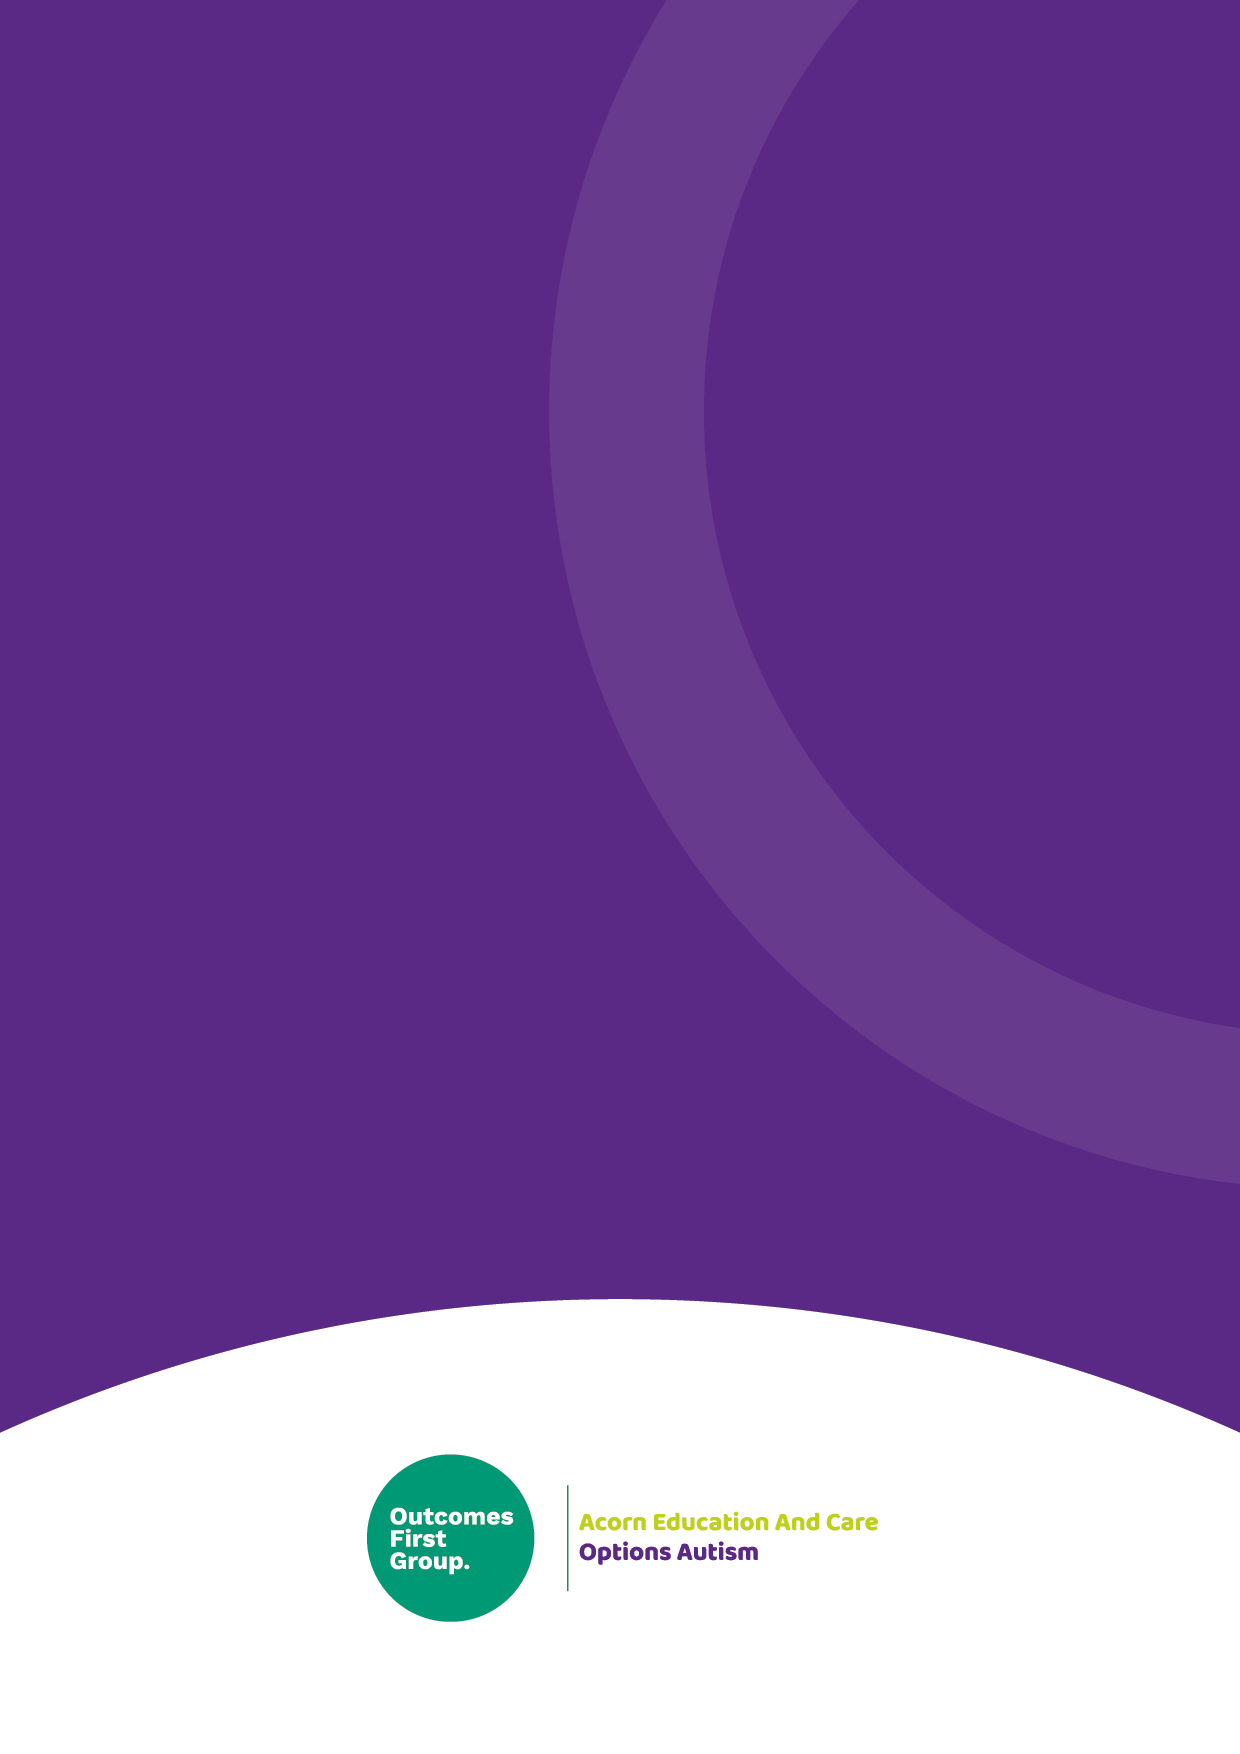 Outcomes
First
Group.
Acorn Education And Care
Options Autism